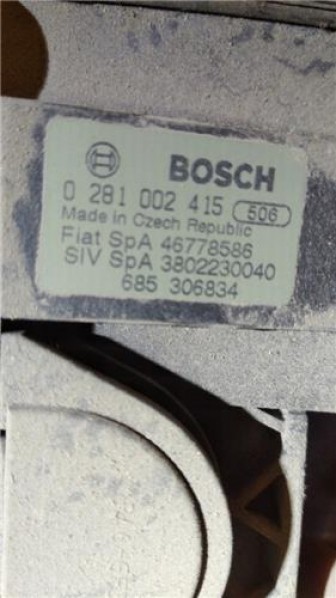 BOSCH
0 281 002 415 506
Made in Czech Republic
Fiat SpA 46778586
SIV SpA 3802230040
685 306834